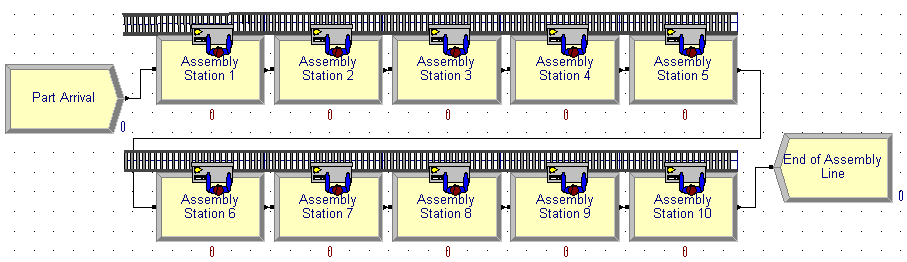 Assembly
Station 1
Assembly
Station 2
Assembly
Station 3
Assembly
Station 4
Assembly
Station 5
Part Arrival
0
0
0
0
0
0
Assembly
Station 6
Assembly
Station 7
Assembly
Station 8
Assembly
Station 9
Assembly
Station 10
End of Assembly
Line
0
0
0
0
0
0